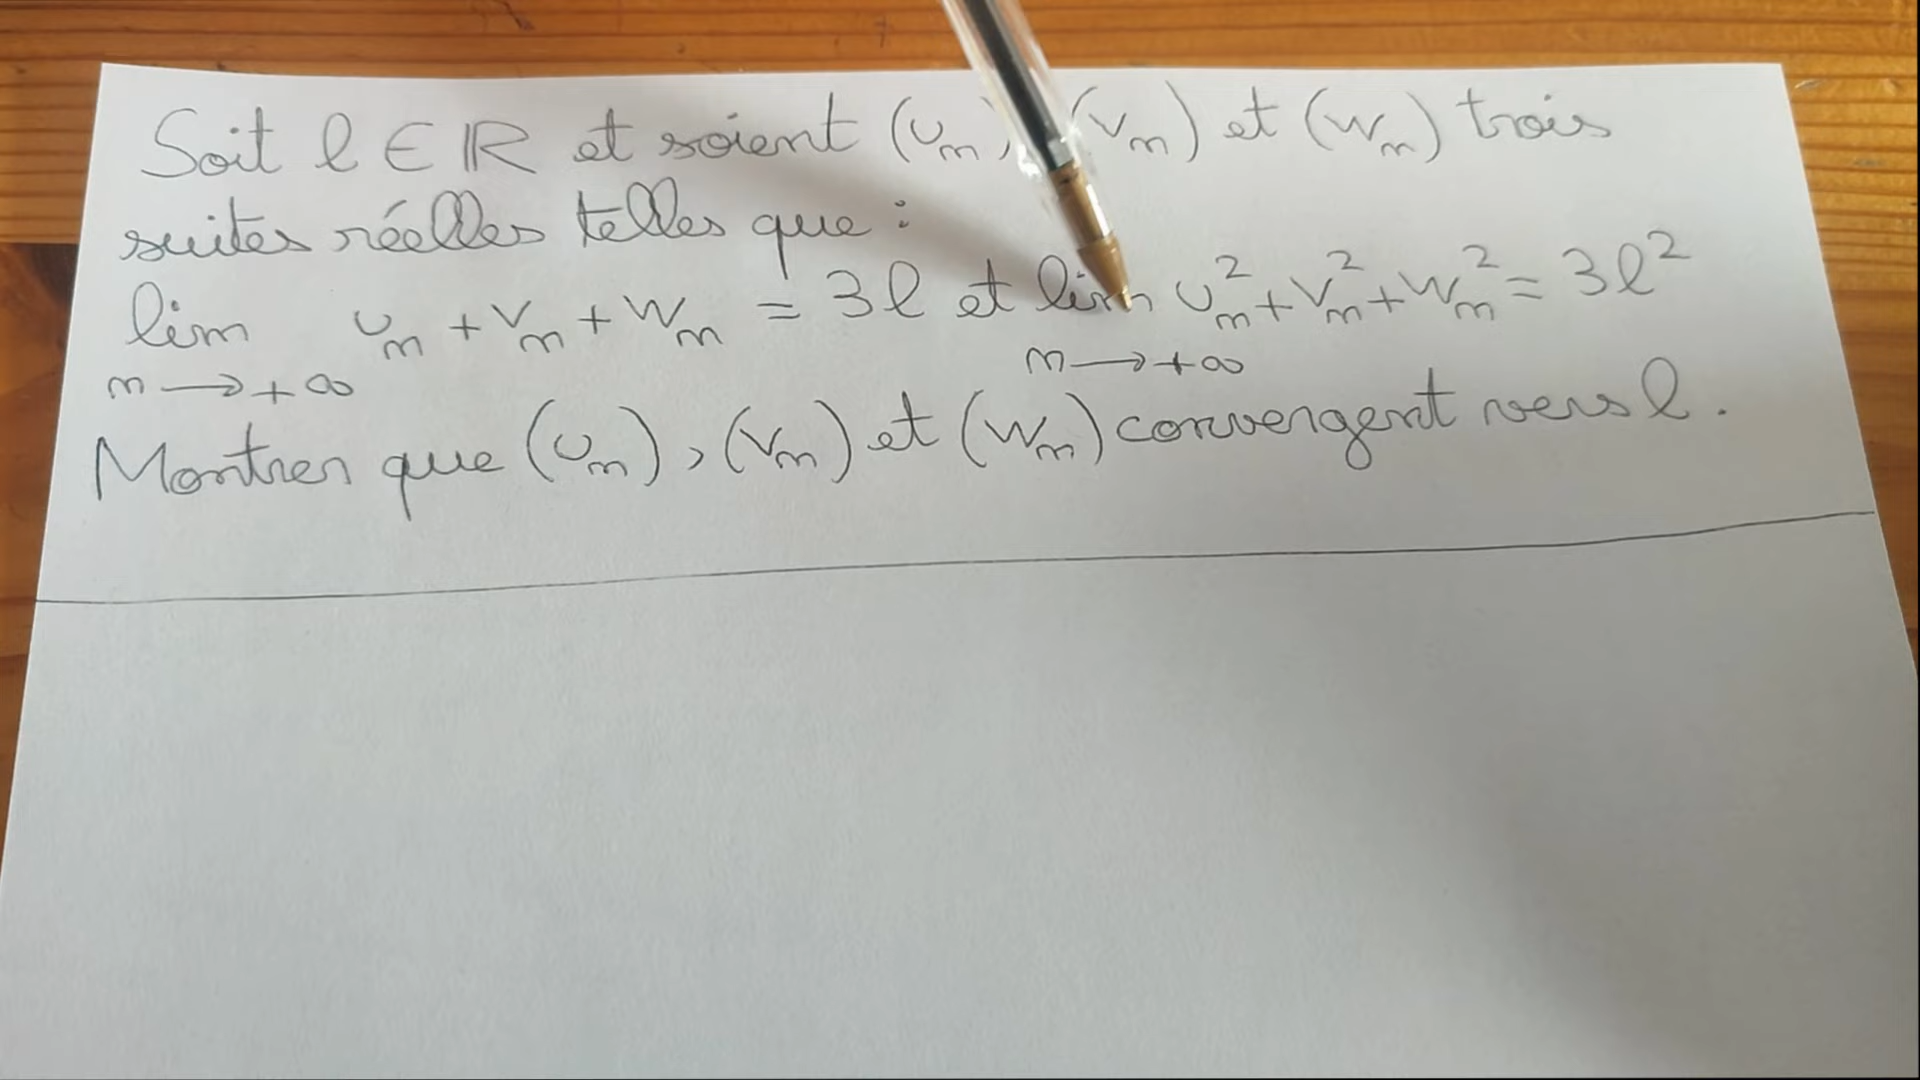 Soit l ∈ ℝ et soient (uₙ), (vₙ) et (wₙ) trois
suites réelles telles que :
lim uₙ + vₙ + wₙ = 3l et lim uₙ² + vₙ² + wₙ² = 3l²
n → +∞ n → +∞
Montrer que (uₙ), (vₙ) et (wₙ) convergent vers l.